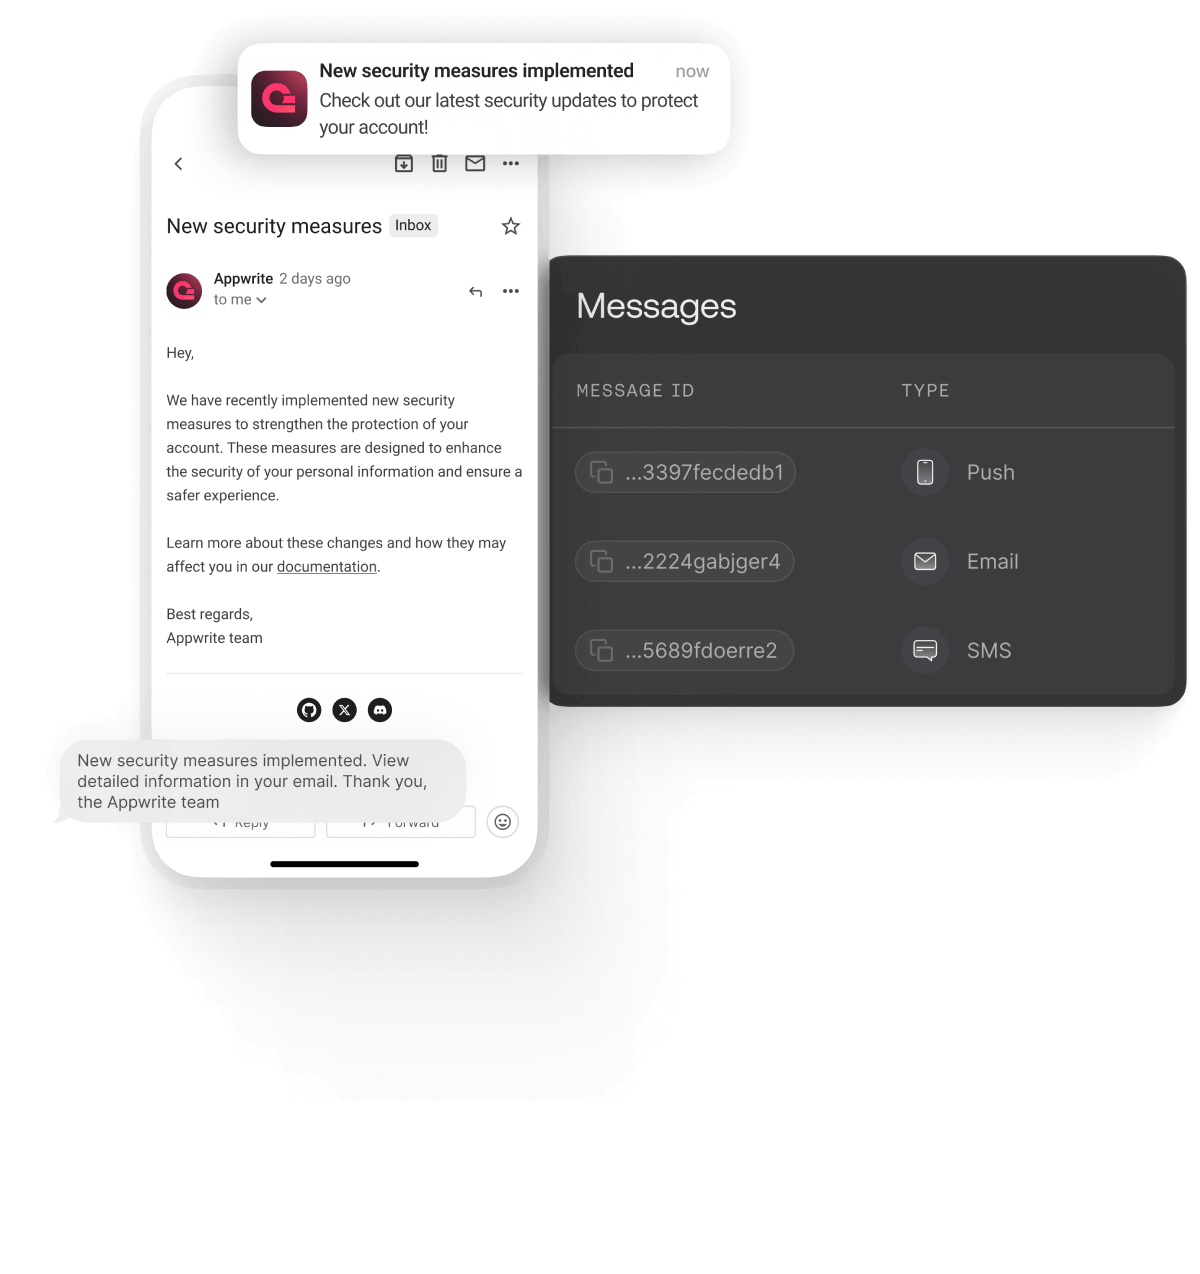 New security measures implemented now
Check out our latest security updates to protect
your account!
New security measures Inbox
Appwrite 2 days ago
to me
Hey,
We have recently implemented new security
measures to strengthen the protection of your
account. These measures are designed to enhance
the security of your personal information and ensure a
safer experience.
Learn more about these changes and how they may
affect you in our documentation.
Best regards,
Appwrite team
New security measures implemented. View
detailed information in your email. Thank you,
the Appwrite team
Reply Forward
Messages
MESSAGE ID TYPE
...3397fecdedb1 Push
...2224gabjger4 Email
...5689fdoerre2 SMS